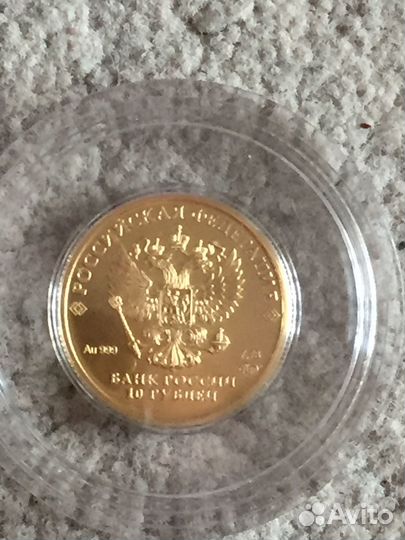 РОССИЙСКАЯ ФЕДЕРАЦИЯ
Au 999
БАНК РОССИИ
10 РУБЛЕЙ
Avito